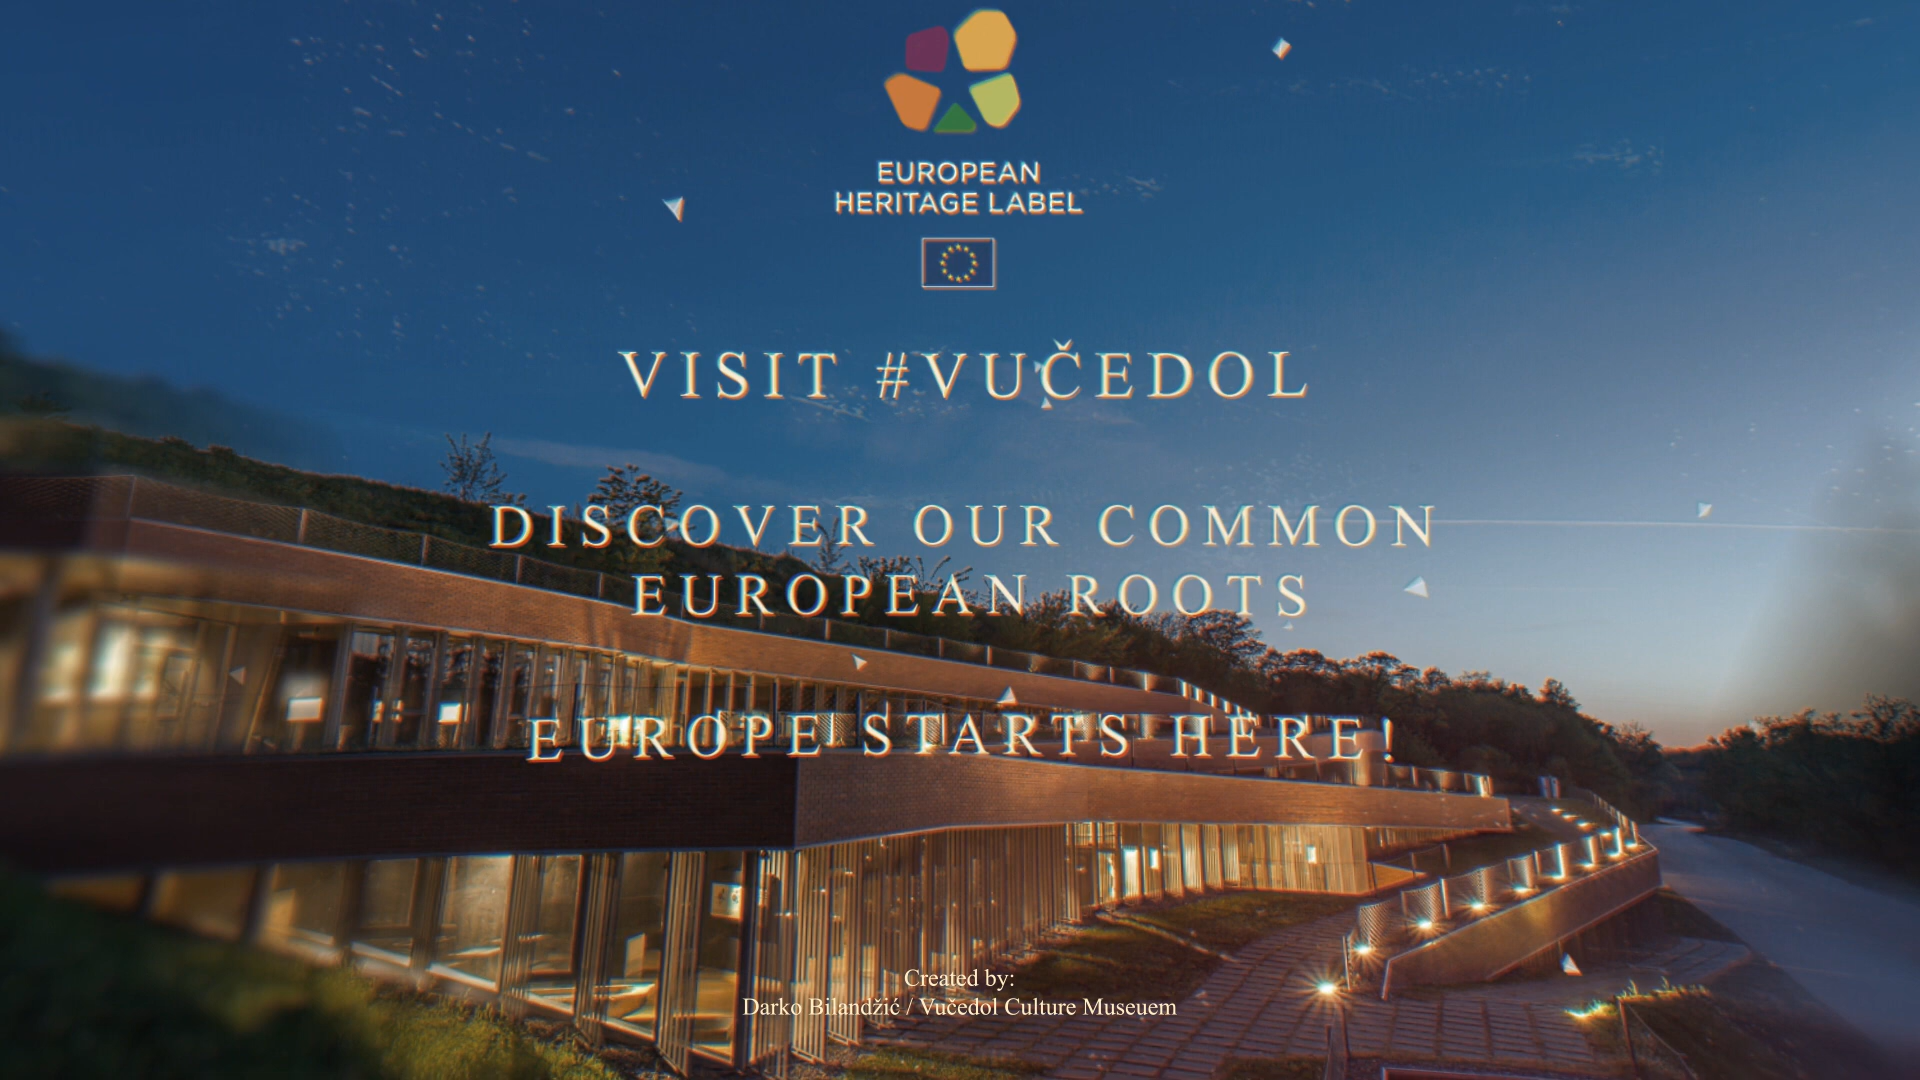 EUROPEAN
HERITAGE LABEL
VISIT #VUČEDOL
DISCOVER OUR COMMON
EUROPEAN ROOTS
EUROPE STARTS HERE!
Created by:
Darko Bilandžić / Vučedol Culture Museuem